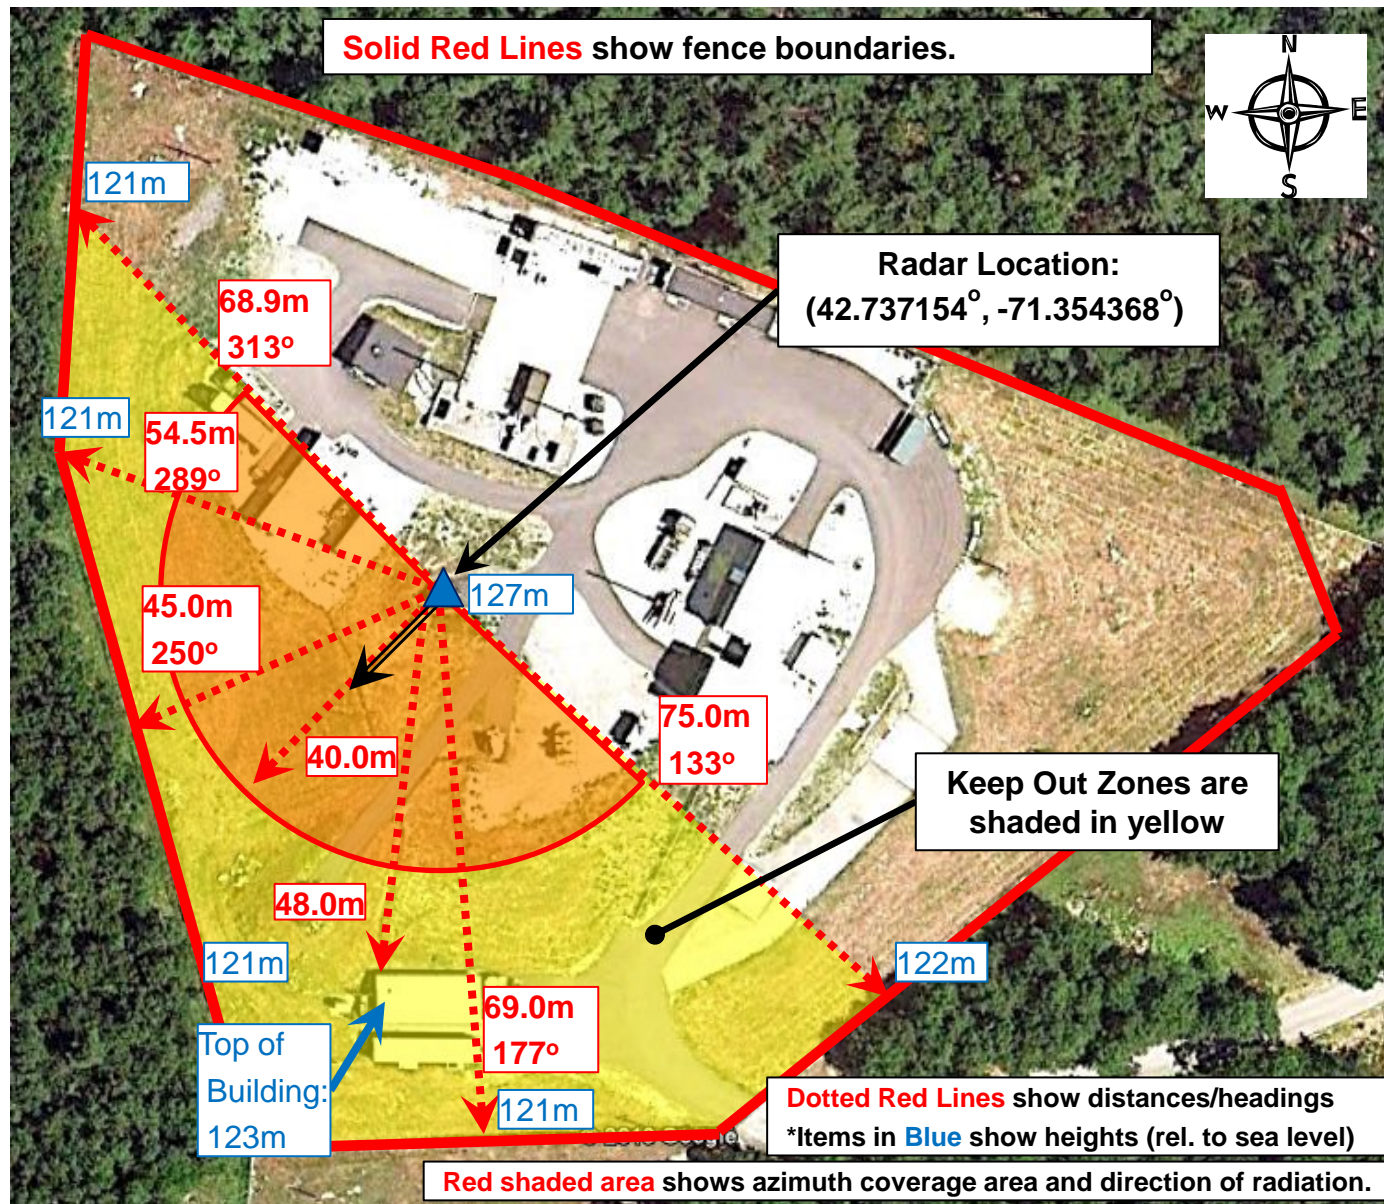 Solid Red Lines show fence boundaries.
N
W E
S
121m
Radar Location:
(42.737154°, -71.354368°)
68.9m
313°
121m
54.5m
289°
127m
45.0m
250°
75.0m
133°
40.0m
Keep Out Zones are
shaded in yellow
48.0m
121m
122m
69.0m
177°
Top of
Building:
123m
121m
Dotted Red Lines show distances/headings
*Items in Blue show heights (rel. to sea level)
Red shaded area shows azimuth coverage area and direction of radiation.